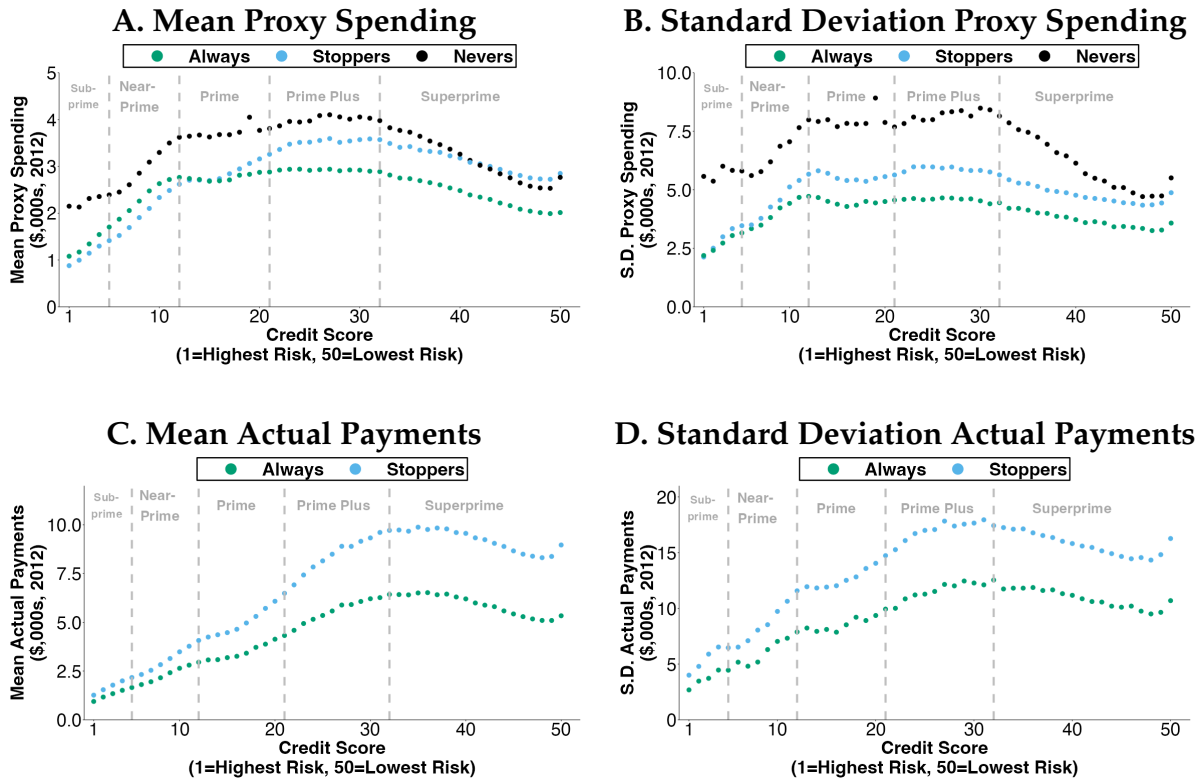 A. Mean Proxy Spending
Always Stoppers Nevers
Mean Proxy Spending
($,000s, 2012)
5
4
3
2
1
0
Sub-
prime
Near-
Prime
Prime
Prime Plus
Superprime
1 10 20 30 40 50
Credit Score
(1=Highest Risk, 50=Lowest Risk)
B. Standard Deviation Proxy Spending
Always Stoppers Nevers
S.D. Proxy Spending
($,000s, 2012)
10.0
7.5
5.0
2.5
0.0
Sub-
prime
Near-
Prime
Prime
Prime Plus
Superprime
1 10 20 30 40 50
Credit Score
(1=Highest Risk, 50=Lowest Risk)
C. Mean Actual Payments
Always Stoppers
Mean Actual Payments
($,000s, 2012)
10.0
7.5
5.0
2.5
0.0
Sub-
prime
Near-
Prime
Prime
Prime Plus
Superprime
1 10 20 30 40 50
Credit Score
(1=Highest Risk, 50=Lowest Risk)
D. Standard Deviation Actual Payments
Always Stoppers
S.D. Actual Payments
($,000s, 2012)
20
15
10
5
0
Sub-
prime
Near-
Prime
Prime
Prime Plus
Superprime
1 10 20 30 40 50
Credit Score
(1=Highest Risk, 50=Lowest Risk)